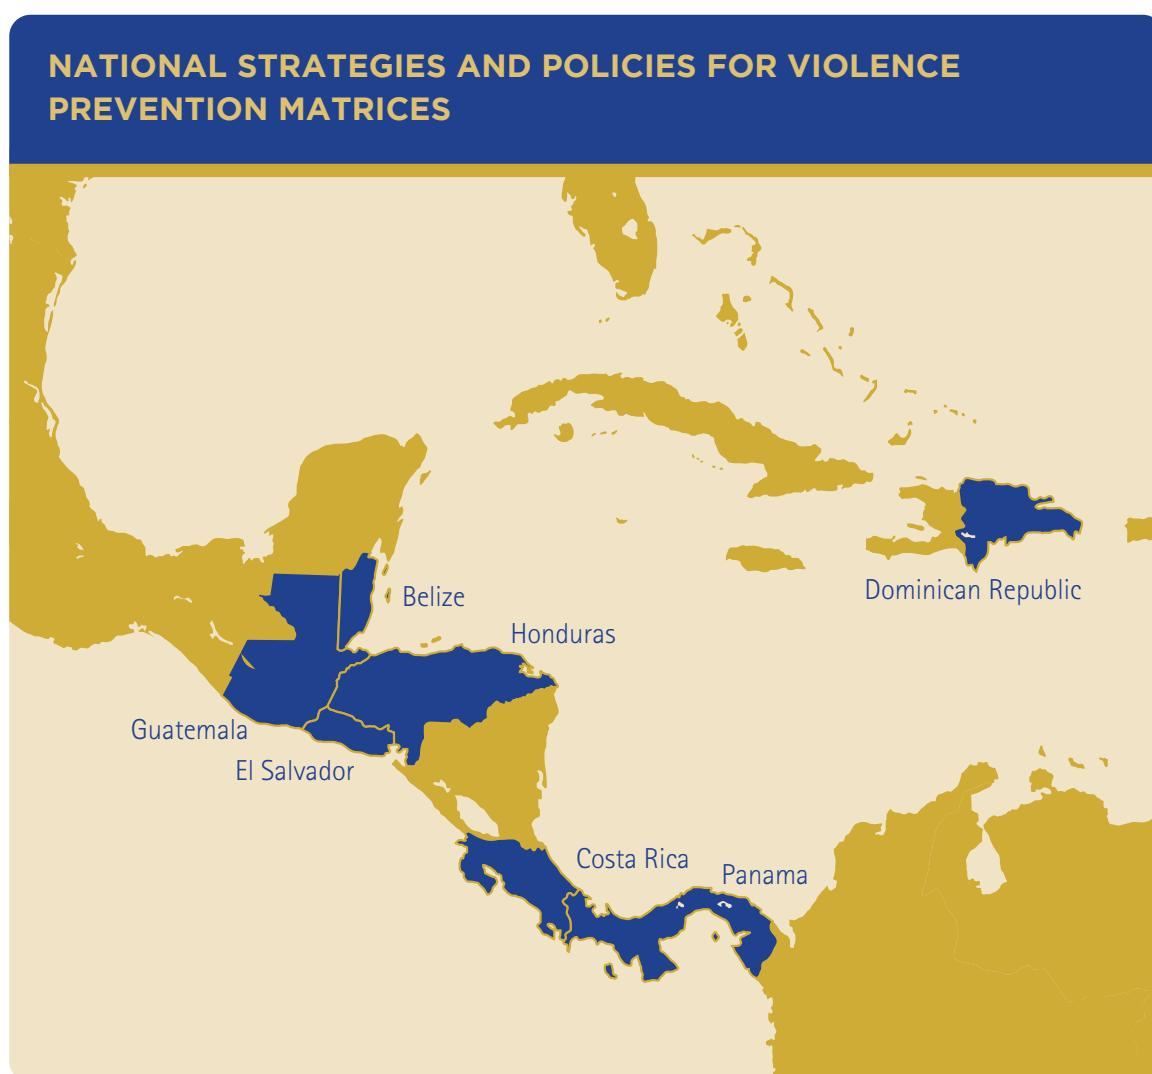 NATIONAL STRATEGIES AND POLICIES FOR VIOLENCE
PREVENTION MATRICES
Dominican Republic
Belize
Honduras
Guatemala
El Salvador
Costa Rica
Panama